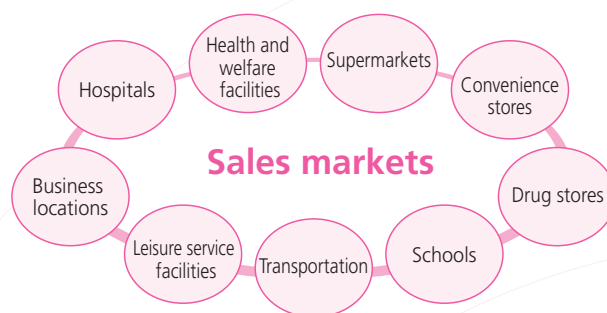 Health and
welfare
facilities
Supermarkets
Hospitals
Convenience
stores
Sales markets
Business
locations
Drug stores
Leisure service
facilities
Transportation
Schools